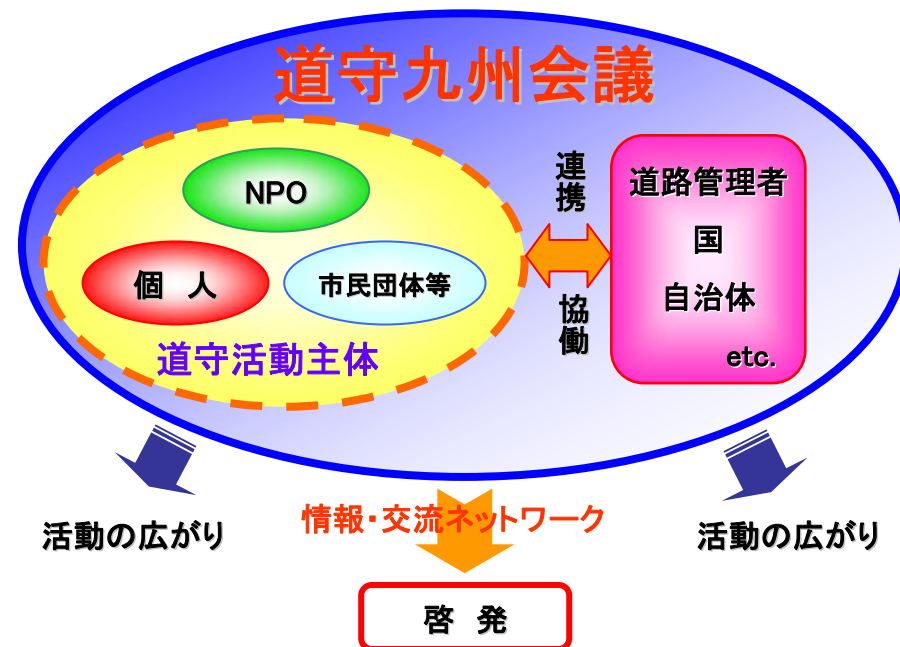 道守九州会議
NPO
個 人
市民団体等
道守活動主体
連携
協働
道路管理者
国
自治体
etc.
活動の広がり
情報・交流ネットワーク
活動の広がり
啓 発